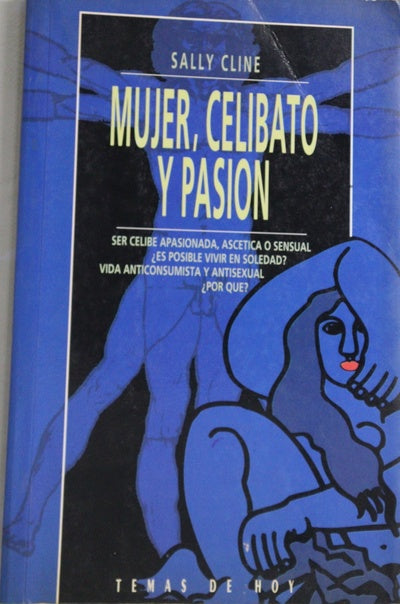 SALLY CLINE
MUJER, CELIBATO
Y PASION
SER CELIBE APASIONADA, ASCETICA O SENSUAL
¿ES POSIBLE VIVIR EN SOLEDAD?
VIDA ANTICONSUMISTA Y ANTISEXUAL
¿POR QUE?
TEMAS DE HOY